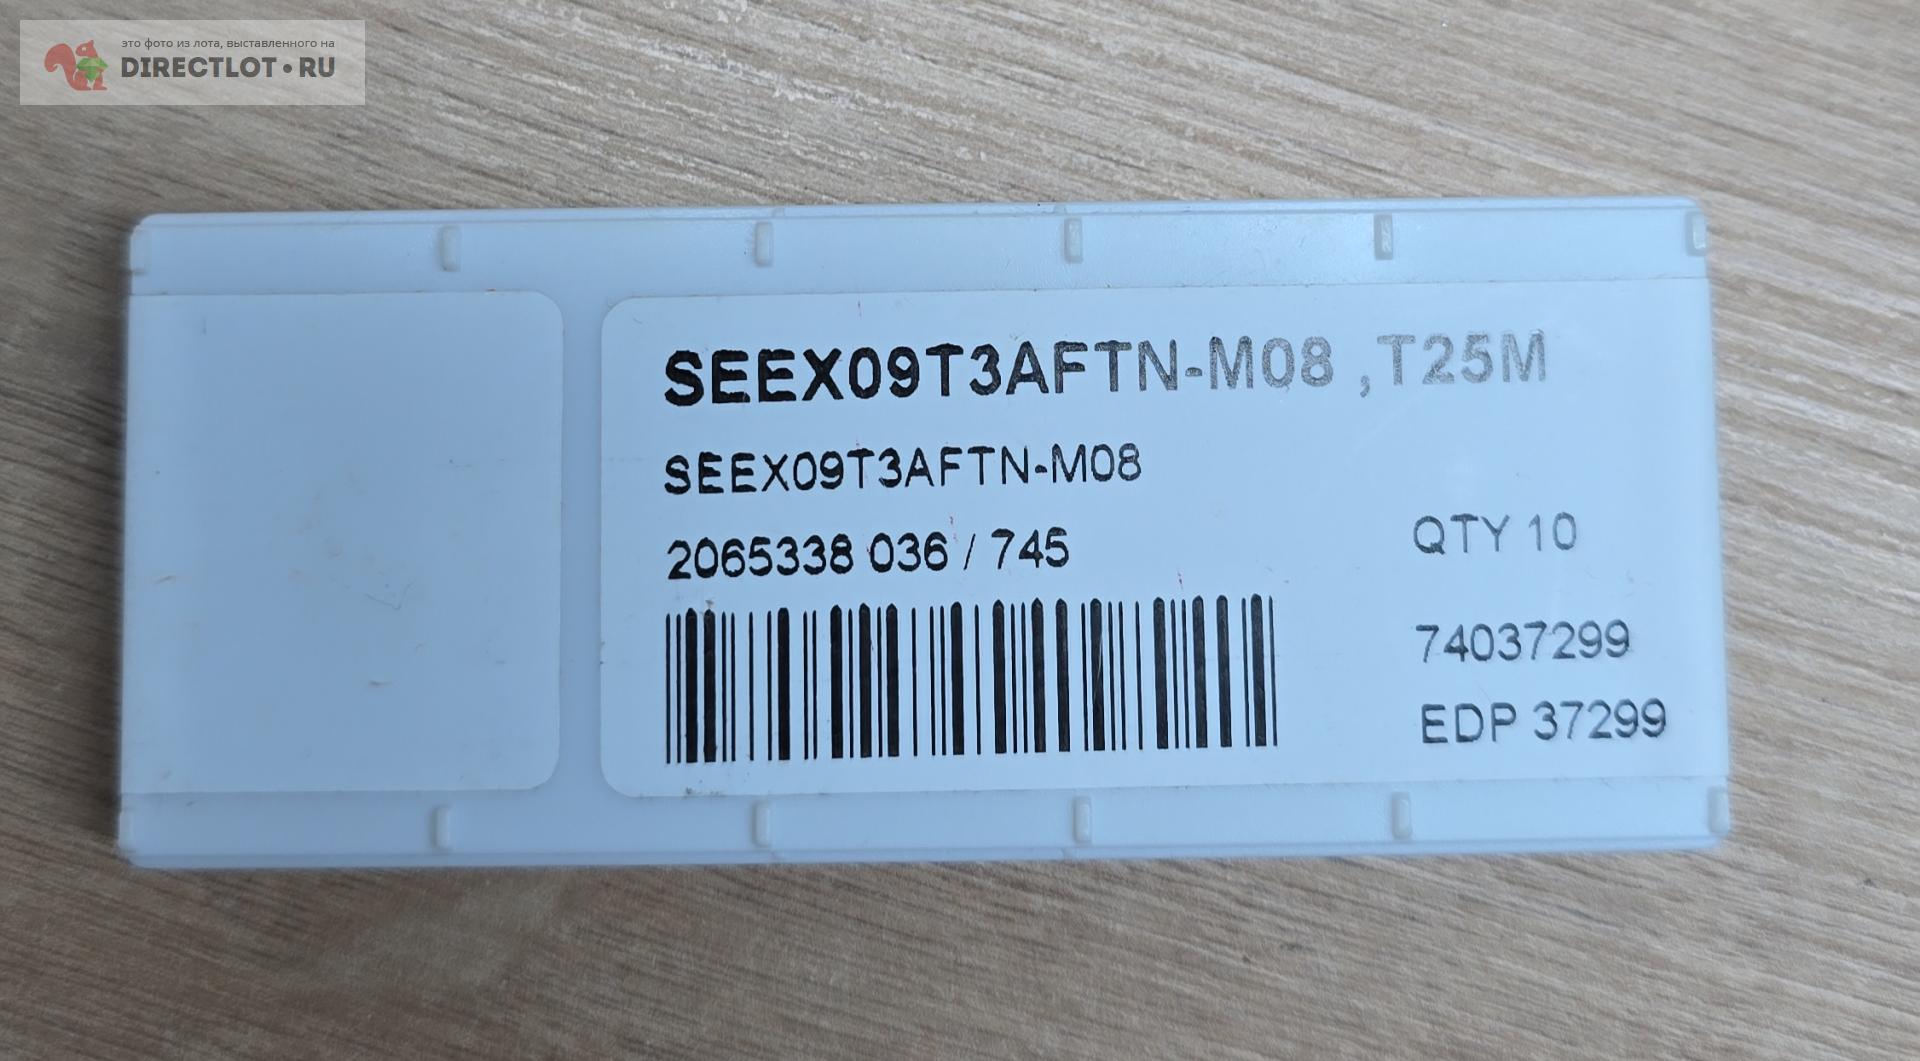 это фото из лота, выставленного на
DIRECTLOT•RU
SEEX09T3AFTN-M08 ,T25M
SEEX09T3AFTN-M08
2065338 036 / 745
QTY 10
74037299
EDP 37299